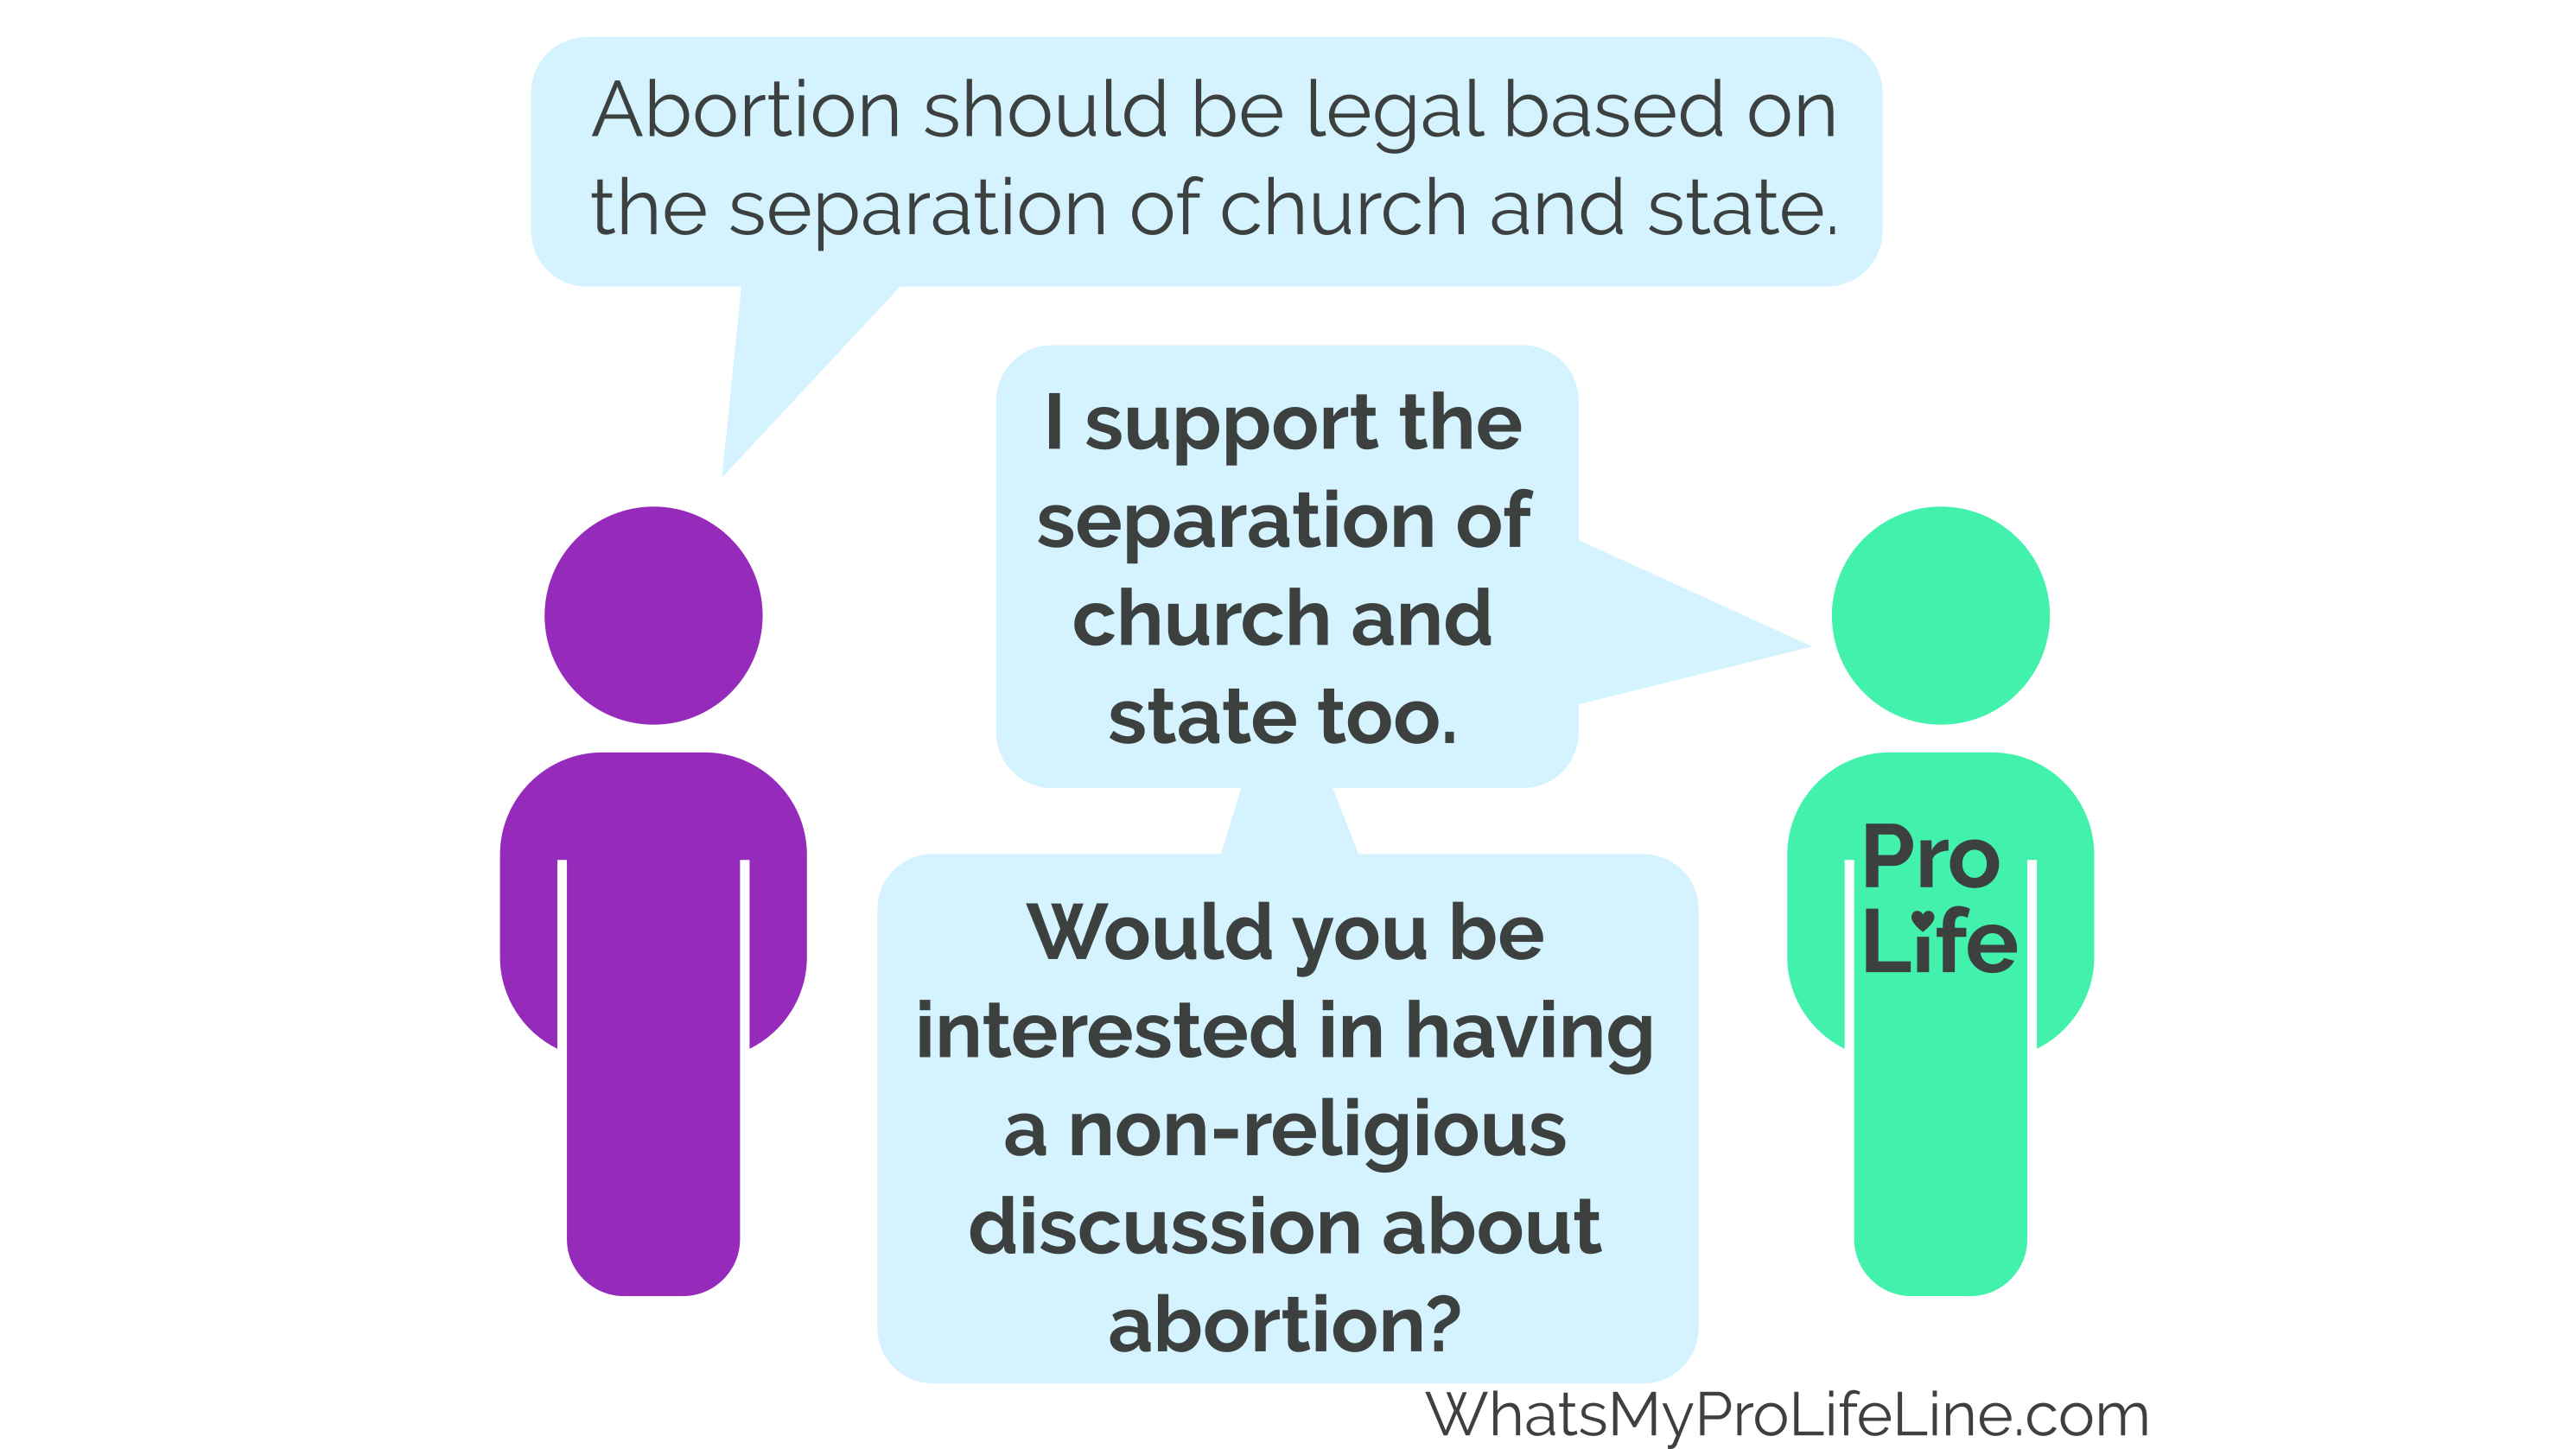 Abortion should be legal based on
the separation of church and state.
I support the
separation of
church and
state too.
Pro
Life
Would you be
interested in having
a non-religious
discussion about
abortion?
WhatsMyProLifeLine.com